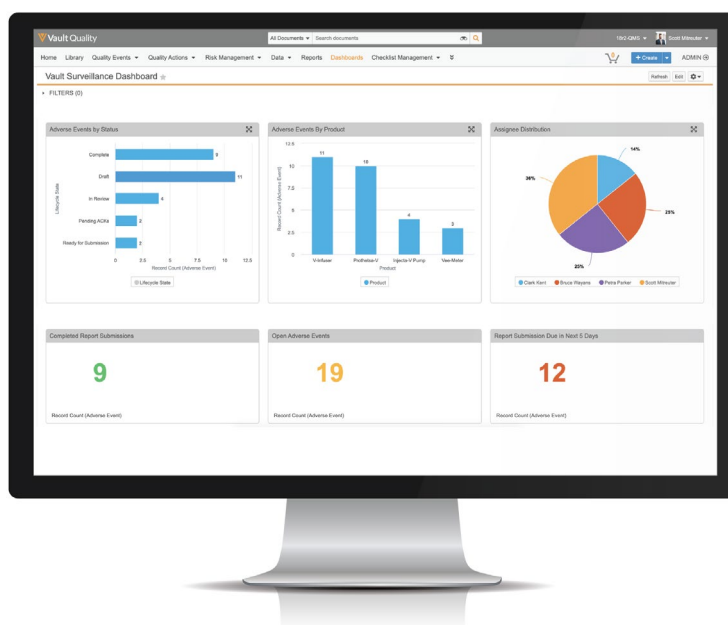 Vault Quality
All Documents Search documents
Scott Mitreuter
Home Library Quality Events Quality Actions Risk Management Data Reports Dashboards Checklist Management
0
+ Create
ADMIN
Vault Surveillance Dashboard
Refresh Edit
FILTERS (0)
Adverse Events by Status
Lifecycle State
Complete 9
Draft 11
In Review 4
Pending ACKs 2
Ready for Submission 2
0 2.5 5 7.5 10 12.5
Record Count (Adverse Event)
Lifecycle State
Adverse Events By Product
Record Count (Adverse Event)
12.5
10
7.5
5
2.5
0
11 10 4 3
V-Infuser Prothesa-V Injecta-V Pump Vee-Meter
Product
Product
Assignee Distribution
14%
36%
25%
25%
Clark Kent Bruce Wayans Petra Parker Scott Mitreuter
Completed Report Submissions
9
Record Count (Adverse Event)
Open Adverse Events
19
Record Count (Adverse Event)
Report Submission Due in Next 5 Days
12
Record Count (Adverse Event)